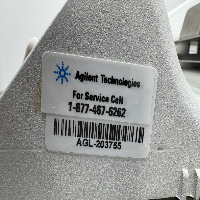 Agilent Technologies
For Service Call
1-877-467-6262
AGL-203755